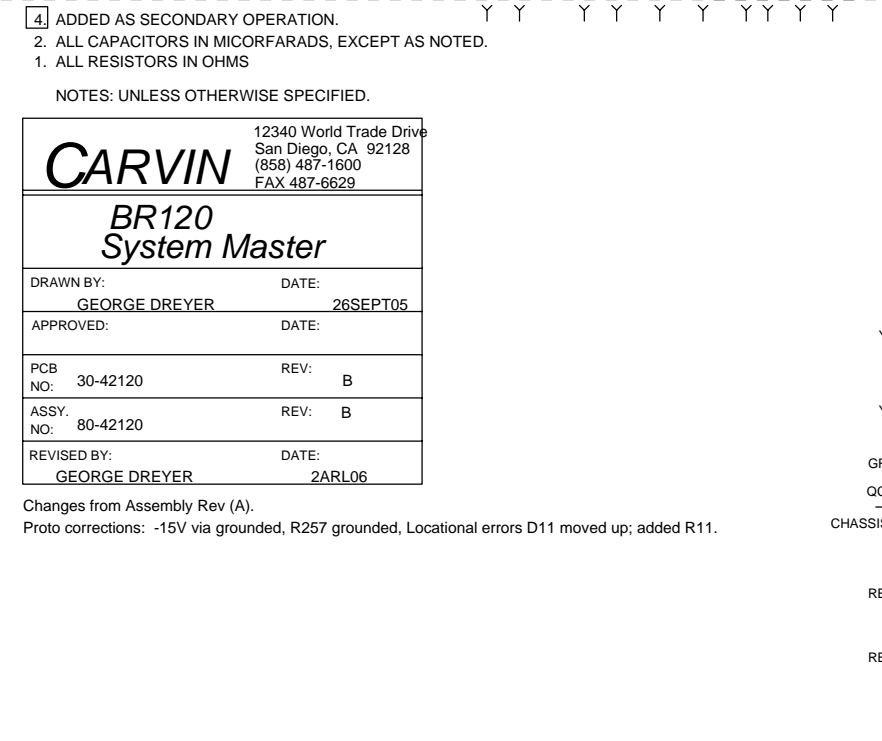 4. ADDED AS SECONDARY OPERATION.
2. ALL CAPACITORS IN MICORFARADS, EXCEPT AS NOTED.
1. ALL RESISTORS IN OHMS
NOTES: UNLESS OTHERWISE SPECIFIED.
CARVIN
12340 World Trade Drive
San Diego, CA 92128
(858) 487-1600
FAX 487-6629
BR120
System Master
DRAWN BY: DATE:
GEORGE DREYER 26SEPT05
APPROVED: DATE:
PCB NO: 30-42120 REV: B
ASSY. NO: 80-42120 REV: B
REVISED BY: DATE:
GEORGE DREYER 2ARL06
Changes from Assembly Rev (A).
Proto corrections: -15V via grounded, R257 grounded, Locational errors D11 moved up; added R11.
CHASSIS